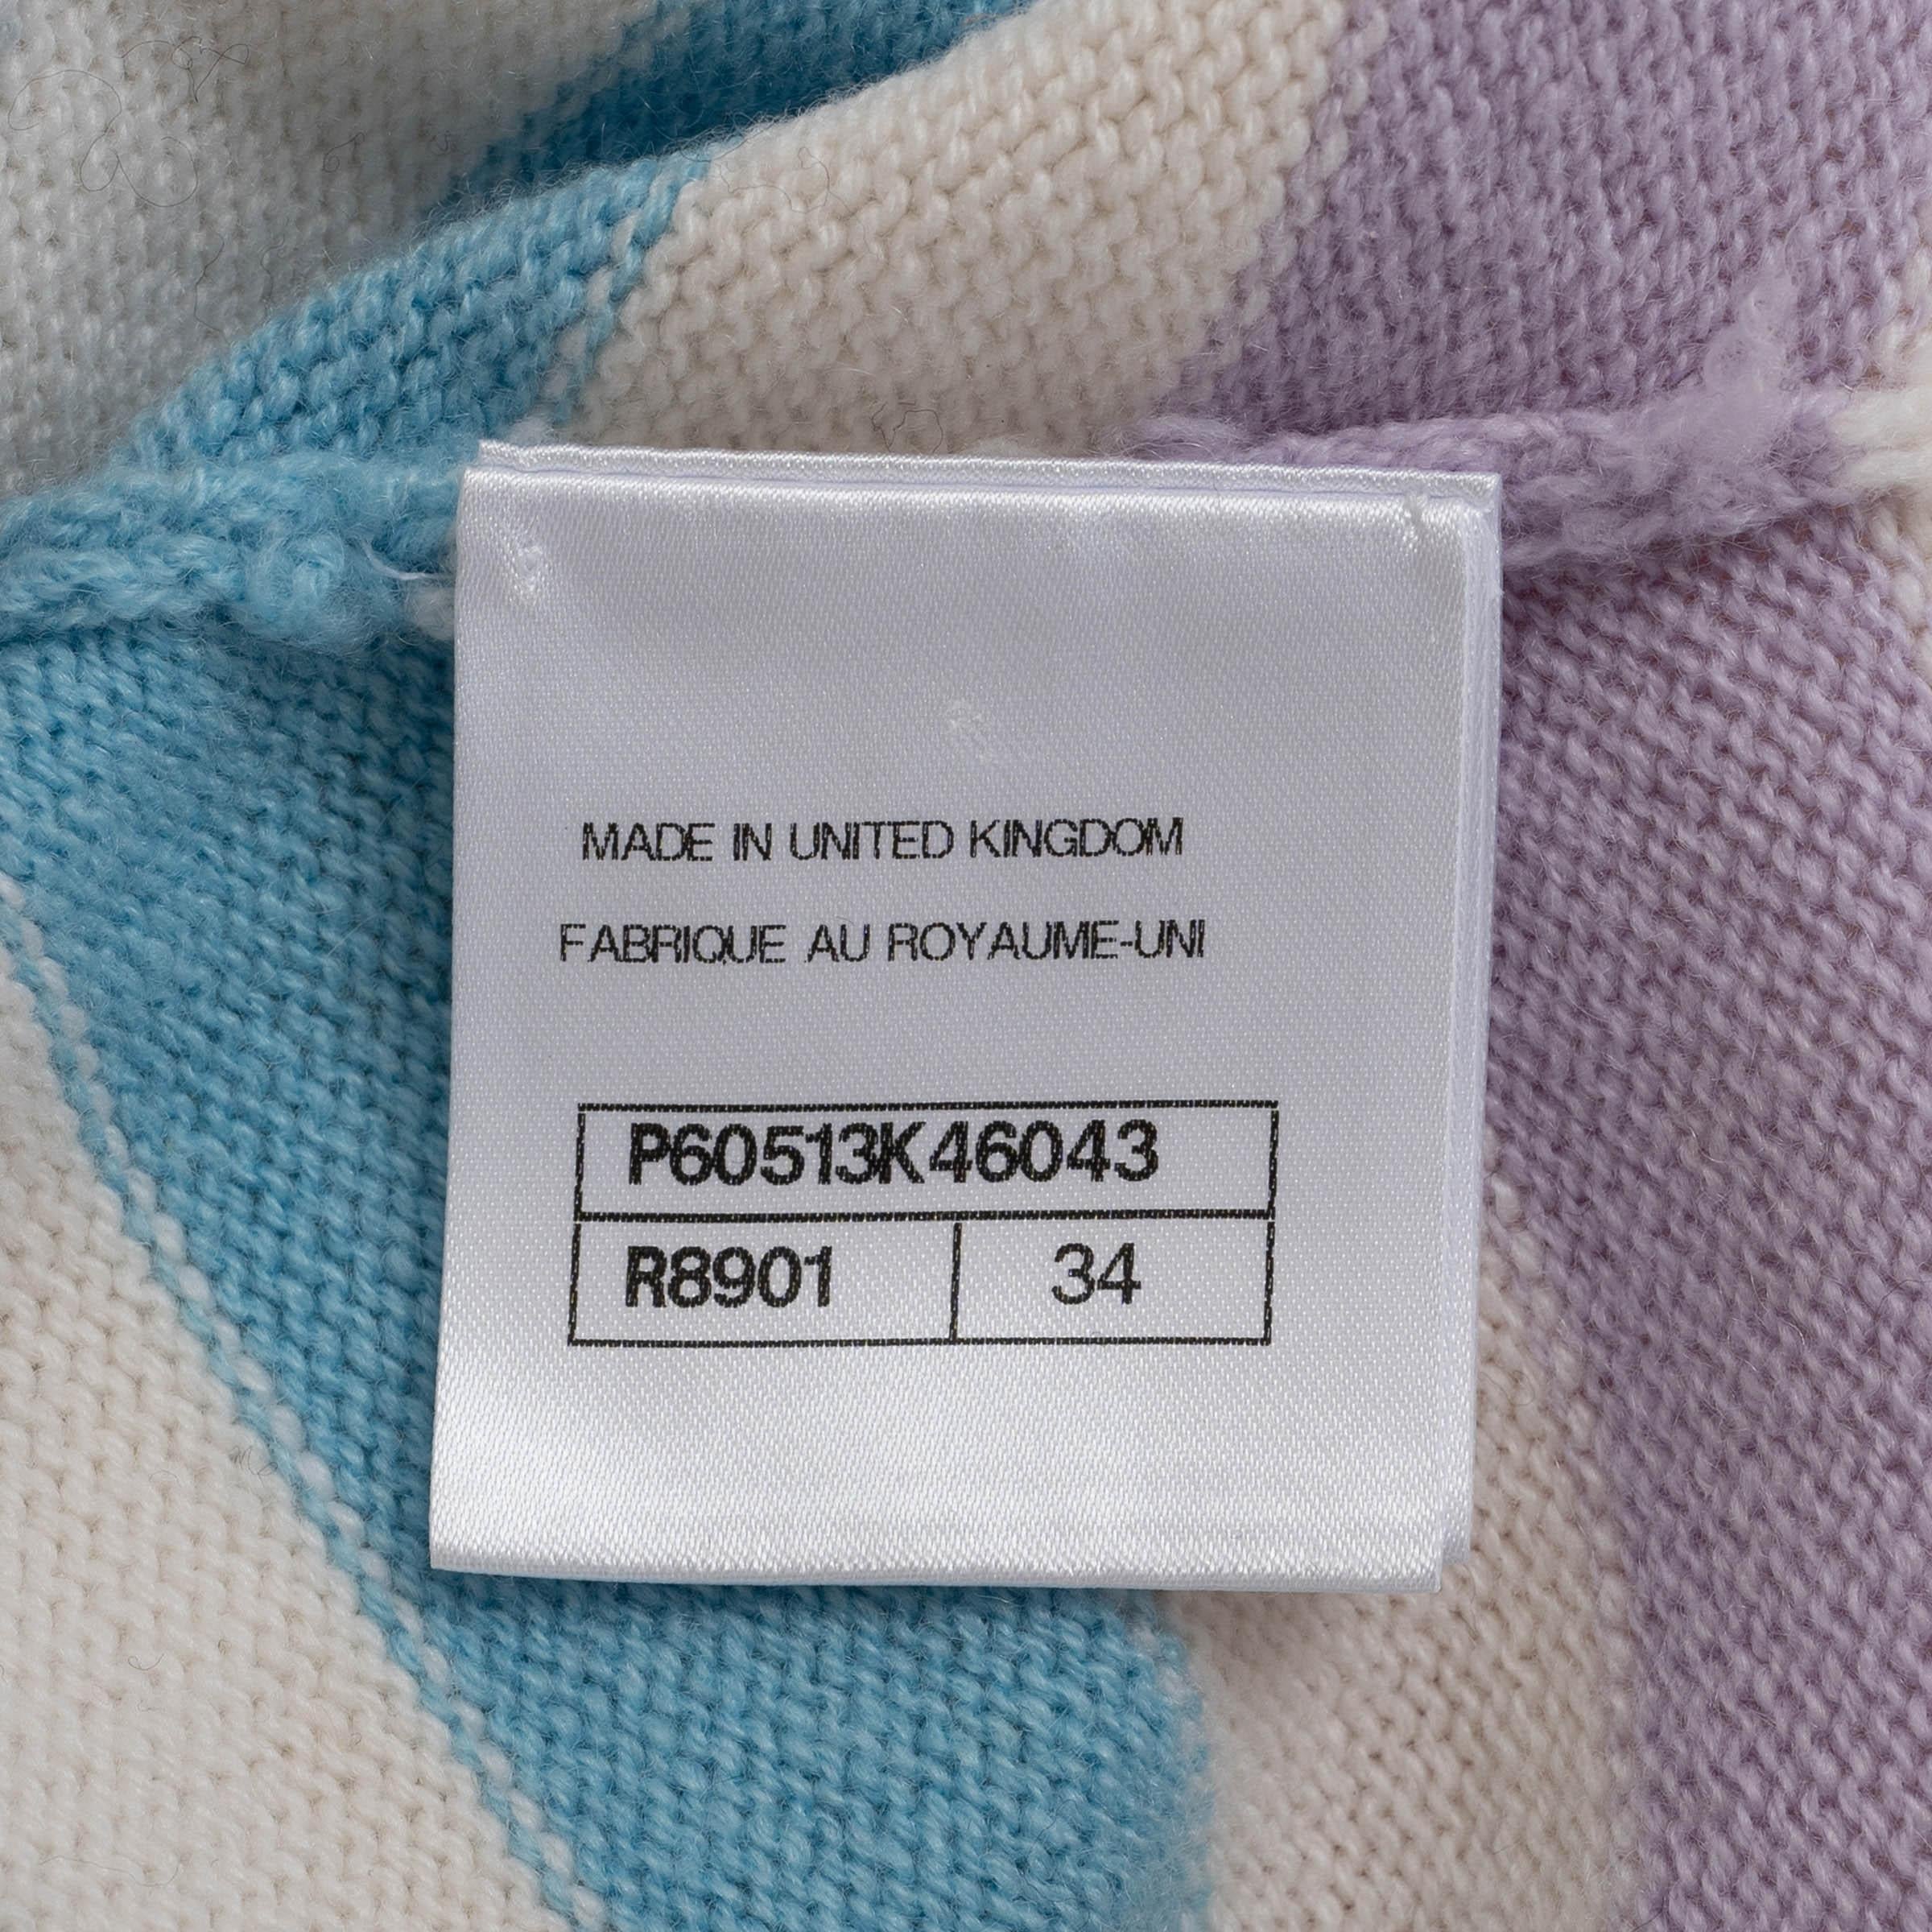 MADE IN UNITED KINGDOM
FABRIQUE AU ROYAUME-UNI
P60513K46043
R8901 34